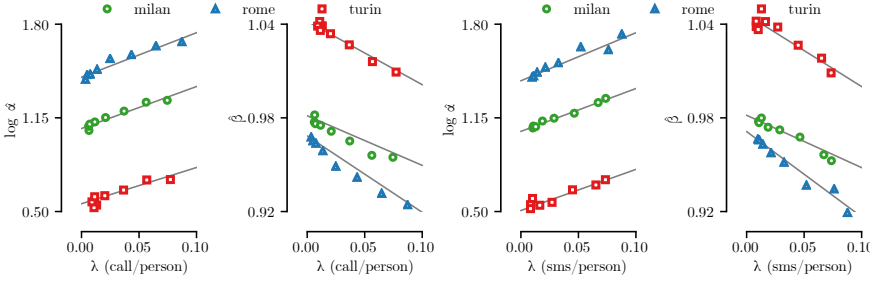 milan rome turin milan rome turin
1.80 1.04 1.80 1.04
log α̂ β̂ log α̂ β̂
1.15 0.98 1.15 0.98
0.50 0.92 0.50 0.92
0.00 0.05 0.10 0.00 0.05 0.10 0.00 0.05 0.10 0.00 0.05 0.10
λ (call/person) λ (call/person) λ (sms/person) λ (sms/person)